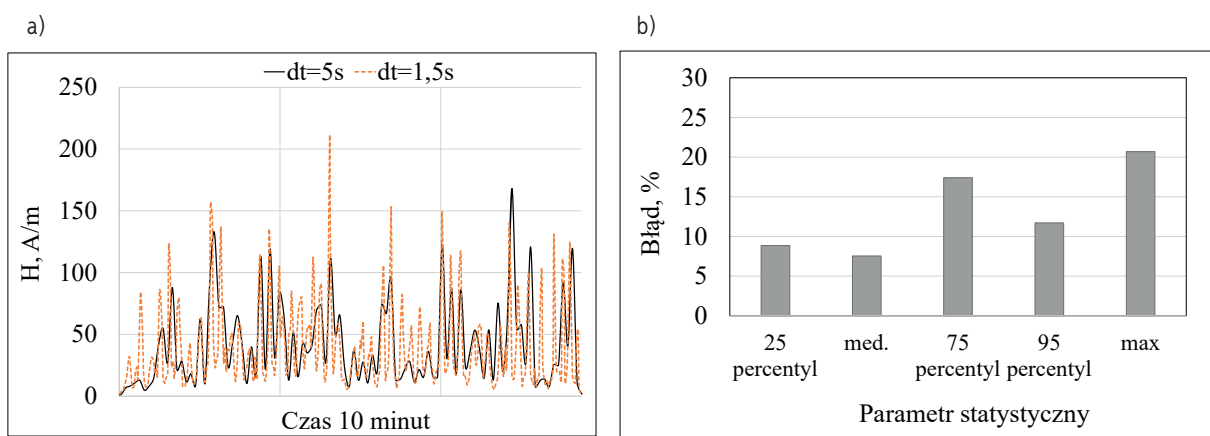 a)
dt=5s dt=1,5s
250
200
150
100
50
0
H, A/m
Czas 10 minut
b)
30
25
20
15
10
5
0
Błąd, %
25 med. 75 95 max
percentyl percentyl percentyl
Parametr statystyczny